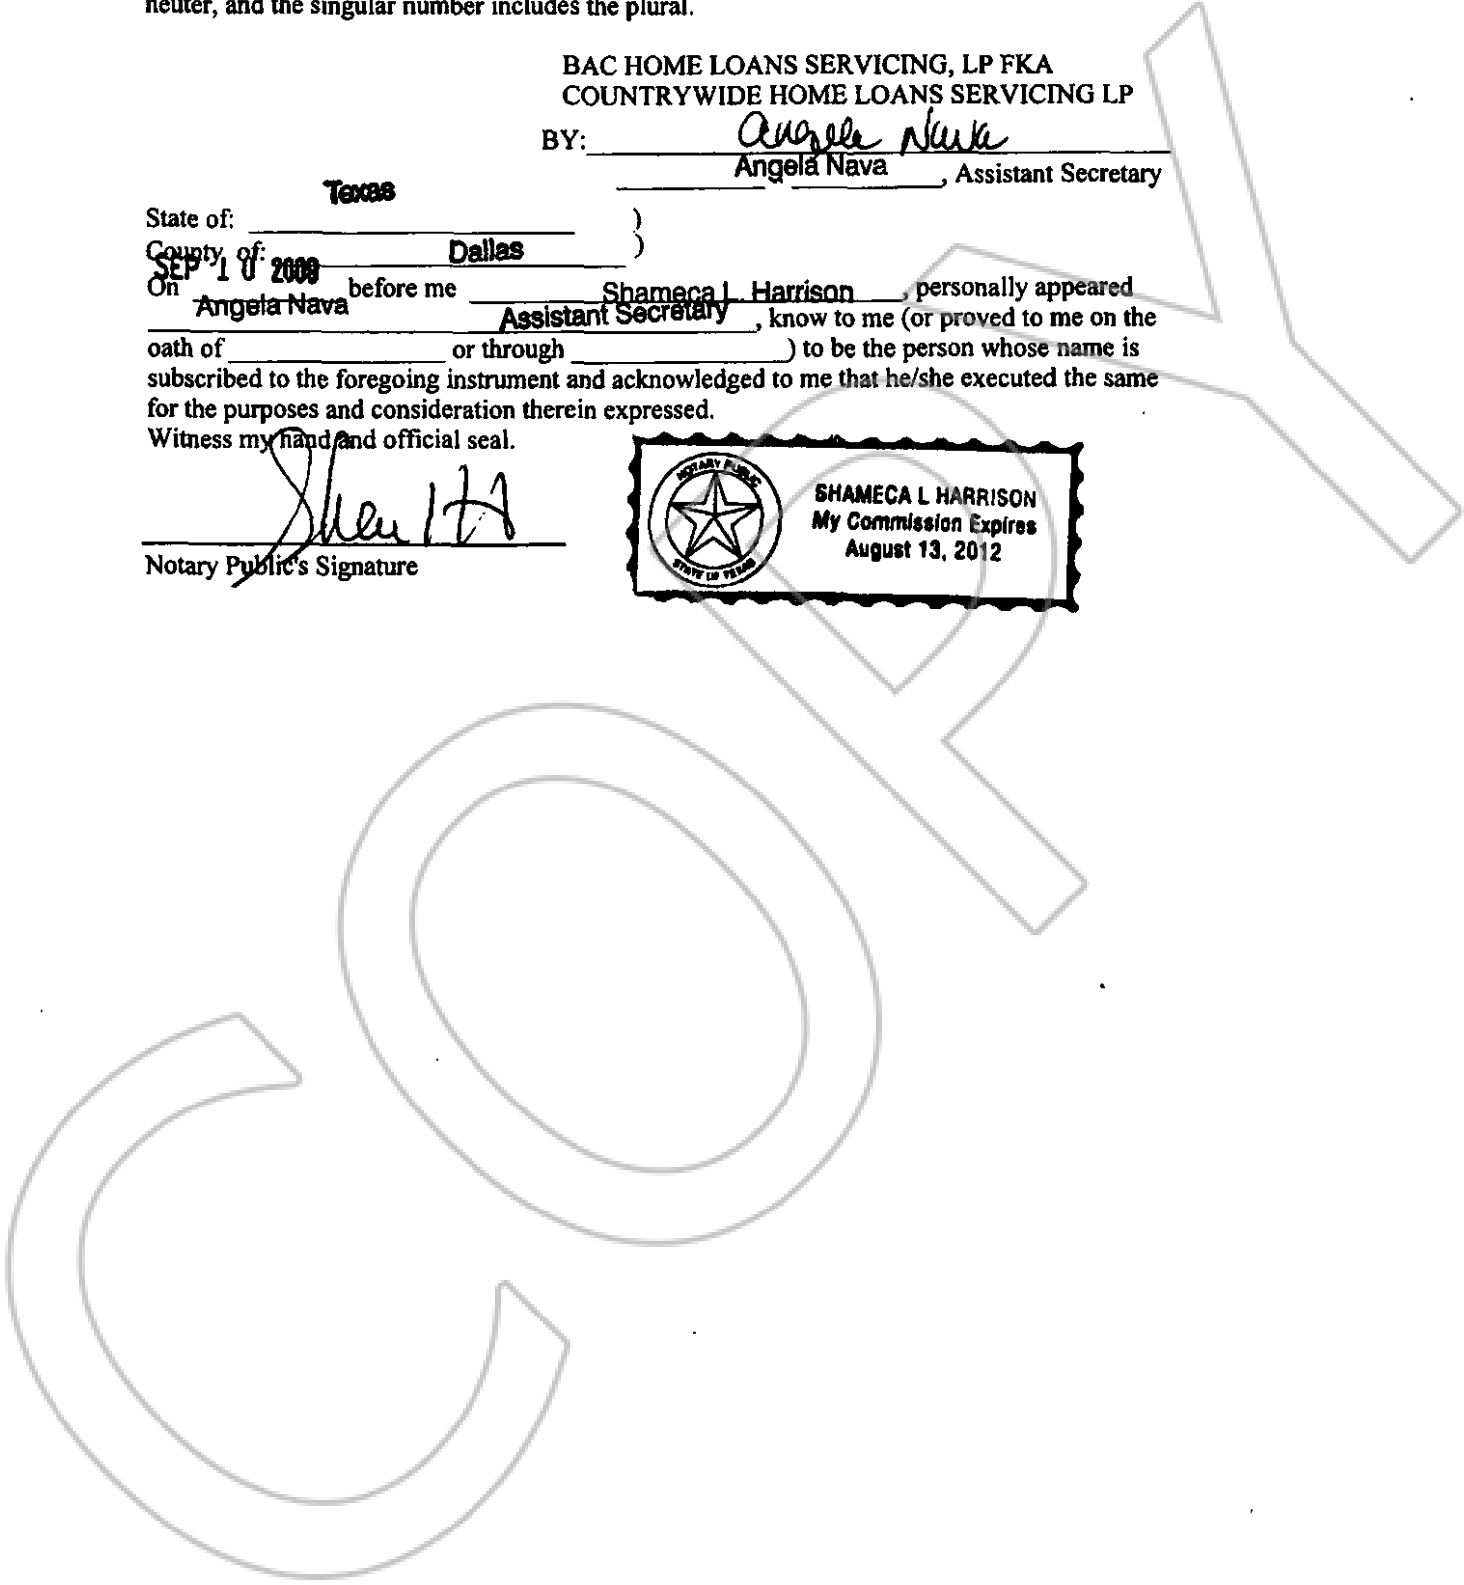 neuter, and the singular number includes the plural.
BAC HOME LOANS SERVICING, LP FKA
COUNTRYWIDE HOME LOANS SERVICING LP
BY: Angela Nava
Angela Nava, Assistant Secretary
Texas
State of: )
County of: Dallas )
SEP 10 2009
On before me Shameca L Harrison, personally appeared
Angela Nava Assistant Secretary, know to me (or proved to me on the
oath of or through ) to be the person whose name is
subscribed to the foregoing instrument and acknowledged to me that he/she executed the same
for the purposes and consideration therein expressed.
Witness my hand and official seal.
Notary Public's Signature
NOTARY PUBLIC
STATE OF TEXAS
SHAMECA L HARRISON
My Commission Expires
August 13, 2012
COPY